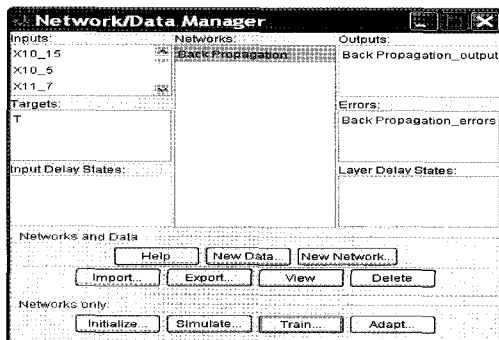 Network/Data Manager
Inputs:
X10_15
X10_5
X11_7
Networks:
Back Propagation
Outputs:
Back Propagation_output
Targets:
T
Errors:
Back Propagation_errors
Input Delay States:
Layer Delay States:
Networks and Data
Help
New Data...
New Network...
Import...
Export...
View
Delete
Networks only:
Initialize...
Simulate...
Train...
Adapt...